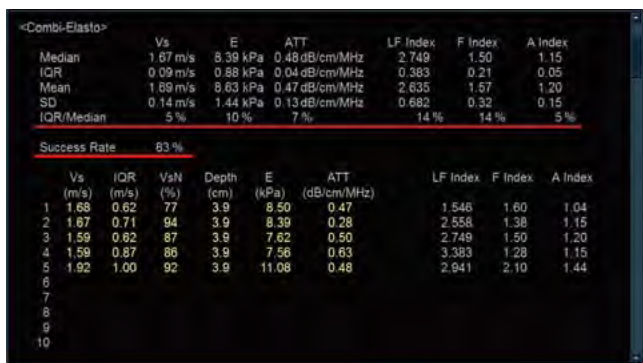 <Combi-Elasto>
Vs E ATT LF Index F Index A Index
Median 1.67 m/s 8.39 kPa 0.48 dB/cm/MHz 2.749 1.50 1.15
IQR 0.09 m/s 0.88 kPa 0.04 dB/cm/MHz 0.383 0.21 0.05
Mean 1.69 m/s 8.63 kPa 0.47 dB/cm/MHz 2.635 1.57 1.20
SD 0.14 m/s 1.44 kPa 0.13 dB/cm/MHz 0.682 0.32 0.15
IQR/Median 5 % 10 % 7 % 14 % 14 % 5 %
Success Rate 83 %
Vs IQR VsN Depth E ATT LF Index F Index A Index
(m/s) (m/s) (%) (cm) (kPa) (dB/cm/MHz)
1 1.68 0.62 77 3.9 8.50 0.47 1.546 1.60 1.04
2 1.67 0.71 94 3.9 8.39 0.28 2.558 1.38 1.15
3 1.59 0.62 87 3.9 7.62 0.50 2.749 1.50 1.20
4 1.59 0.87 86 3.9 7.56 0.63 3.383 1.28 1.15
5 1.92 1.00 92 3.9 11.08 0.48 2.941 2.10 1.44
6
7
8
9
10